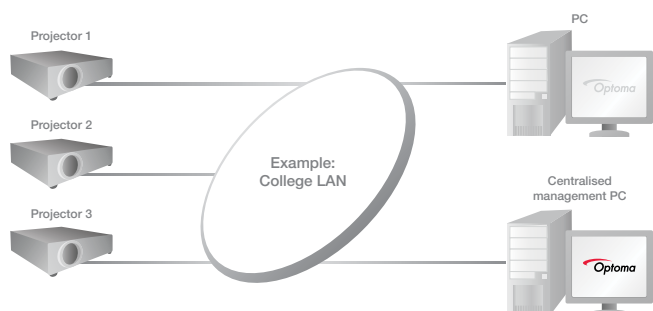 PC
Projector 1
Optoma
Projector 2
Example:
College LAN
Centralised
management PC
Projector 3
Optoma